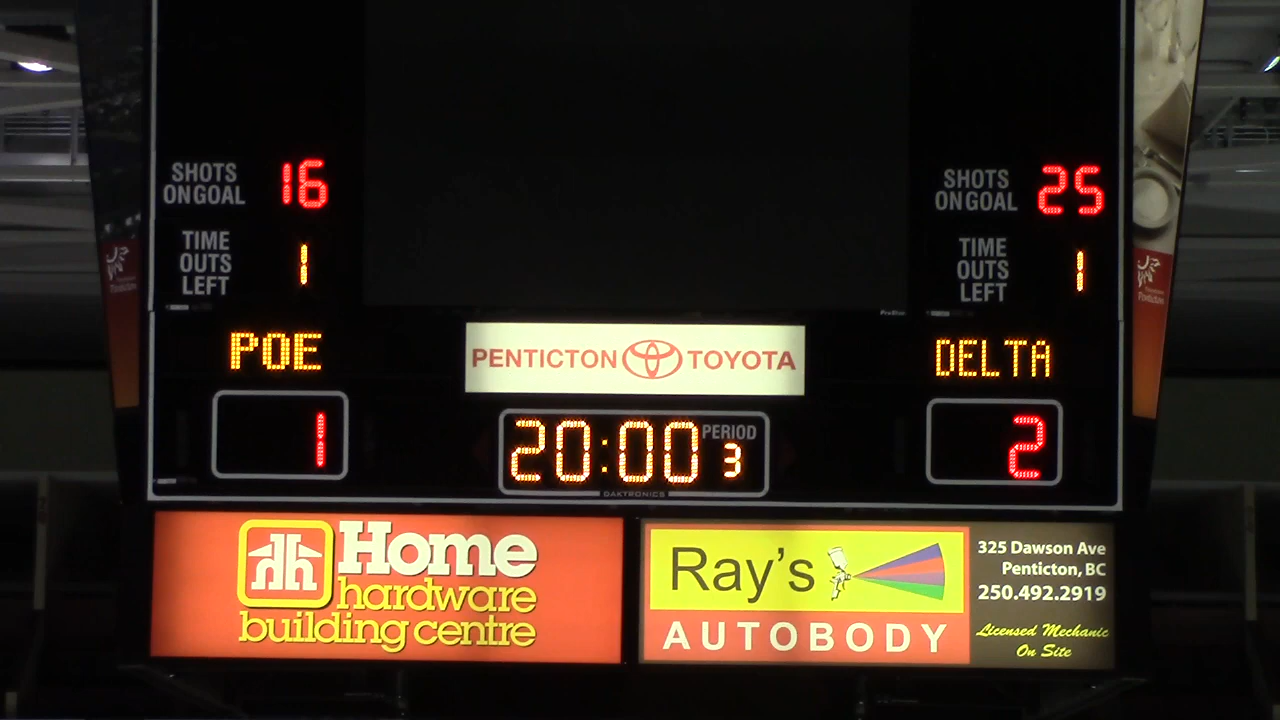 SHOTS
ON GOAL
16
SHOTS
ON GOAL
25
TIME
OUTS
LEFT
1
TIME
OUTS
LEFT
1
POE
PENTICTON TOYOTA
DELTA
1
20:00
PERIOD
3
2
DAKTRONICS
Home
hardware
building centre
Ray's
AUTOBODY
325 Dawson Ave
Penticton, BC
250.492.2919
Licensed Mechanic
On Site